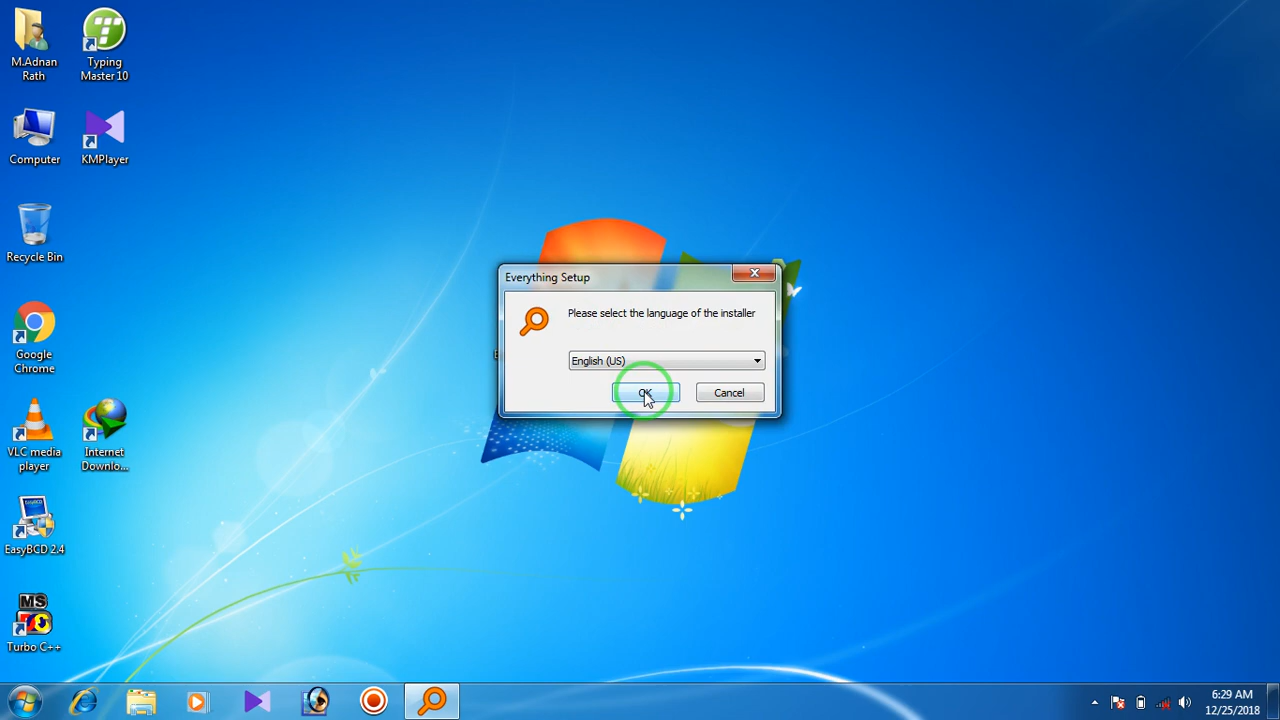 M.Adnan
Rath
Typing
Master 10
Computer
KMPlayer
Recycle Bin
Google
Chrome
VLC media
player
Internet
Downlo...
EasyBCD 2.4
MS
Turbo C++
Everything Setup
Please select the language of the installer
English (US)
OK
Cancel
6:29 AM
12/25/2018